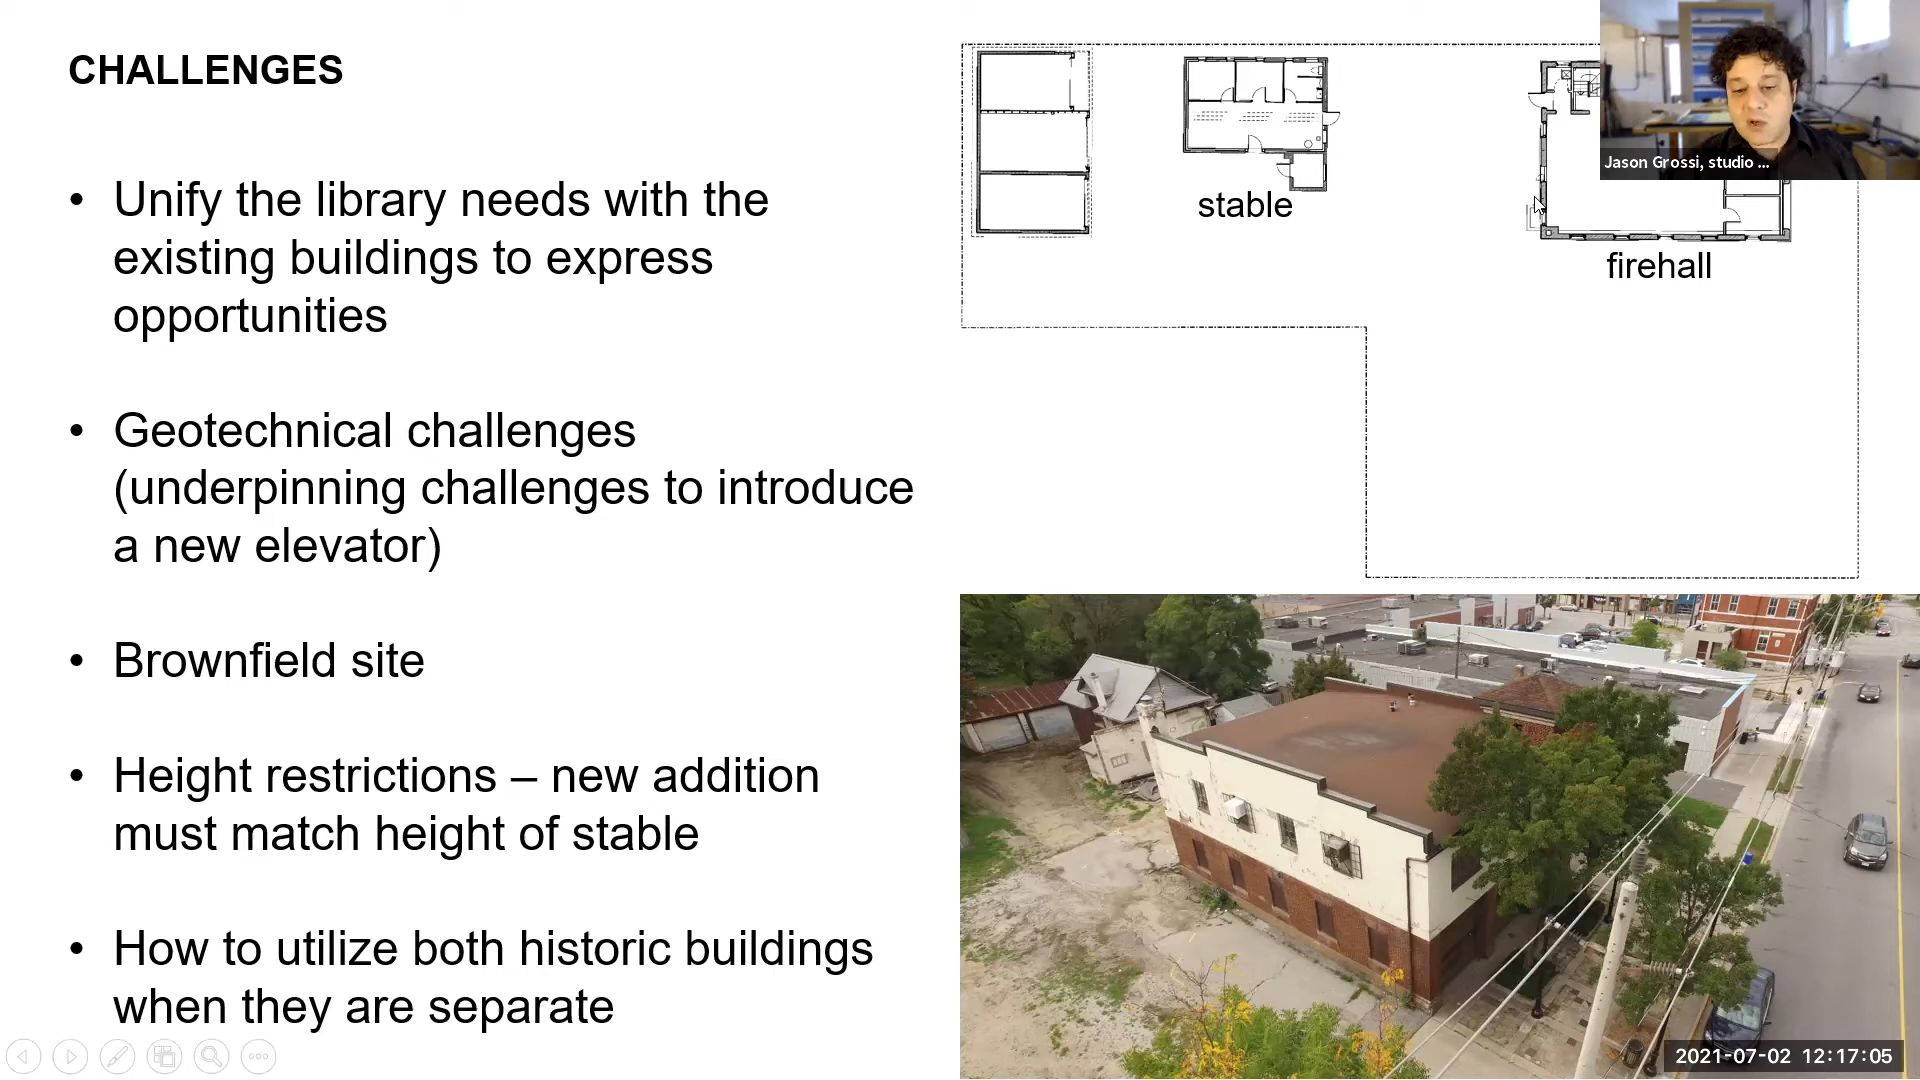 CHALLENGES
• Unify the library needs with the
existing buildings to express
opportunities
• Geotechnical challenges
(underpinning challenges to introduce
a new elevator)
• Brownfield site
• Height restrictions – new addition
must match height of stable
• How to utilize both historic buildings
when they are separate
stable
firehall
Jason Grossi, studio ...
2021-07-02 12:17:05